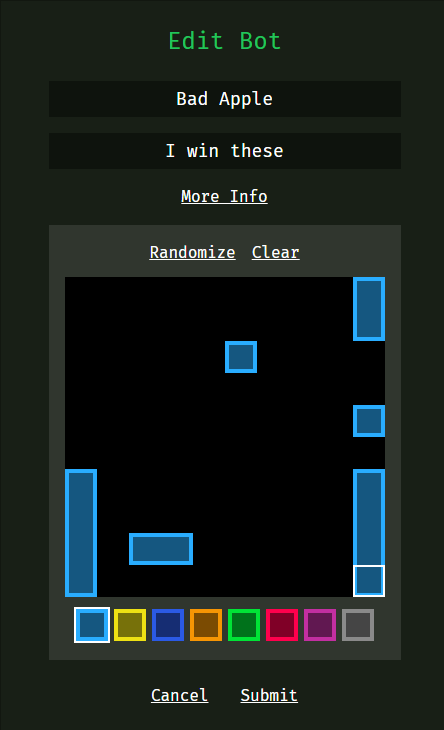 Edit Bot
Bad Apple
I win these
More Info
Randomize Clear
Cancel Submit